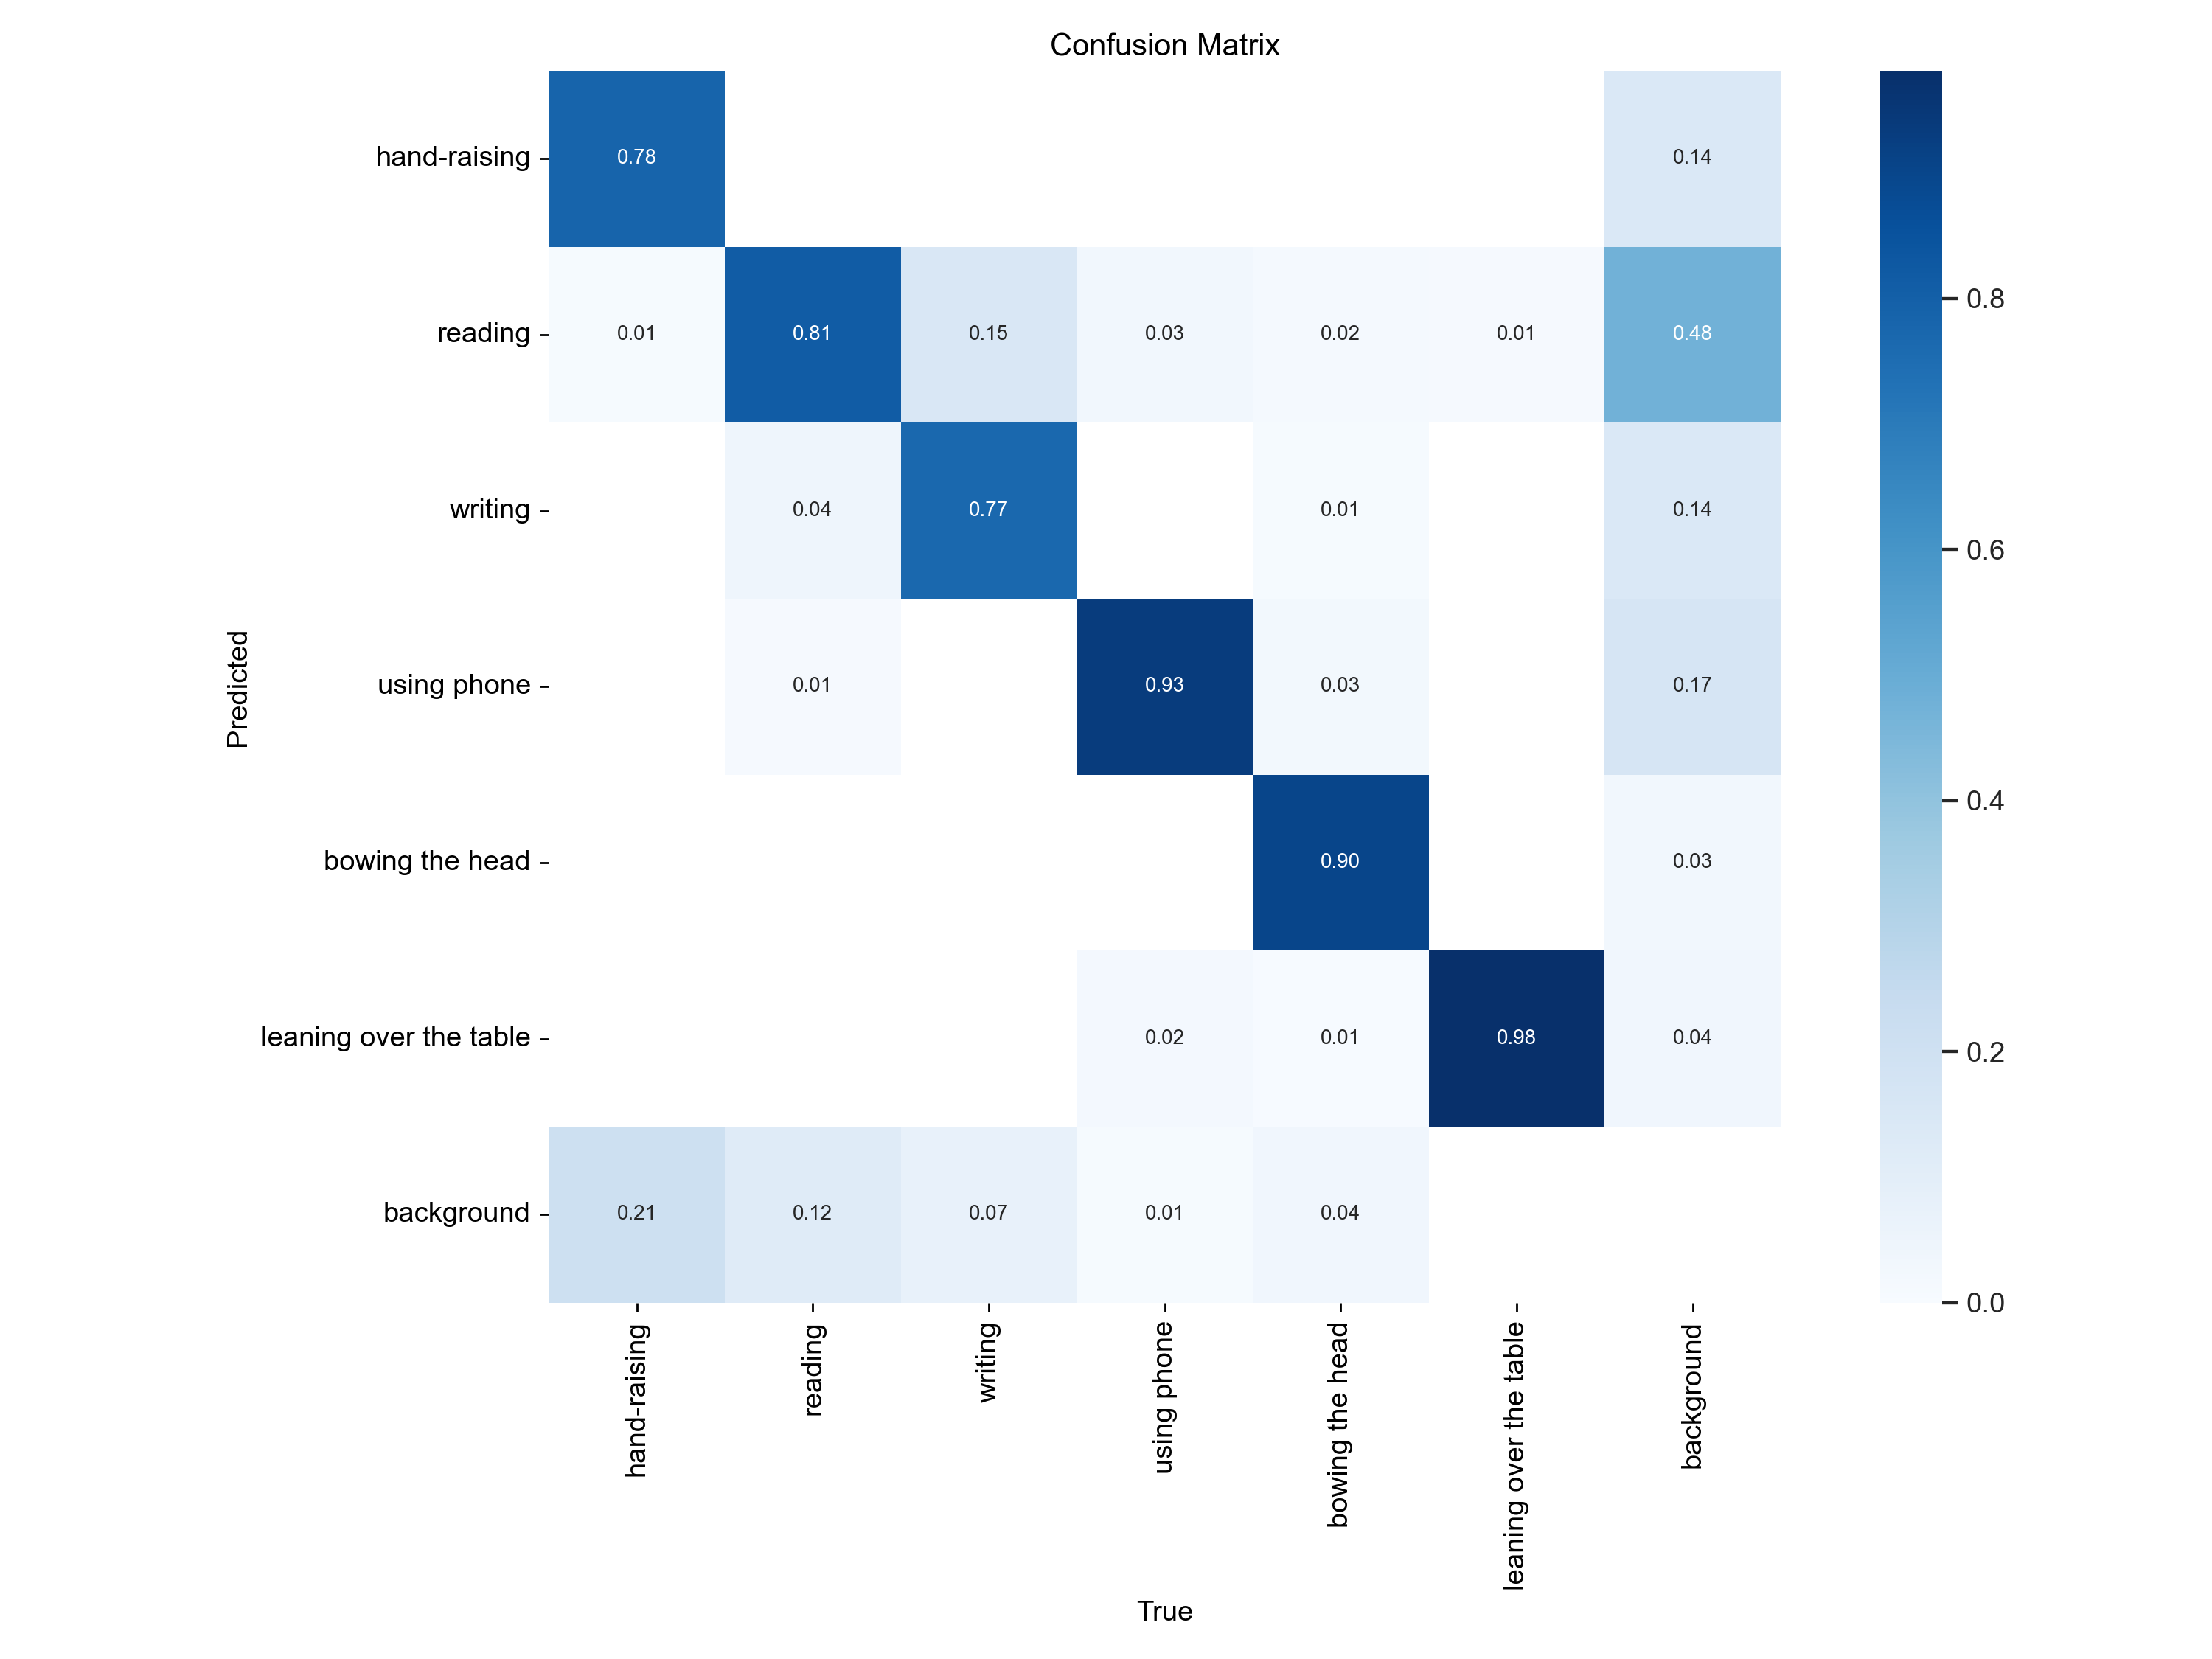 Confusion Matrix
hand-raising 0.78 0.14
reading 0.01 0.81 0.15 0.03 0.02 0.01 0.48
writing 0.04 0.77 0.01 0.14
using phone 0.01 0.93 0.03 0.17
bowing the head 0.90 0.03
leaning over the table 0.02 0.01 0.98 0.04
background 0.21 0.12 0.07 0.01 0.04
Predicted
hand-raising
reading
writing
using phone
bowing the head
leaning over the table
background
True
0.8
0.6
0.4
0.2
0.0